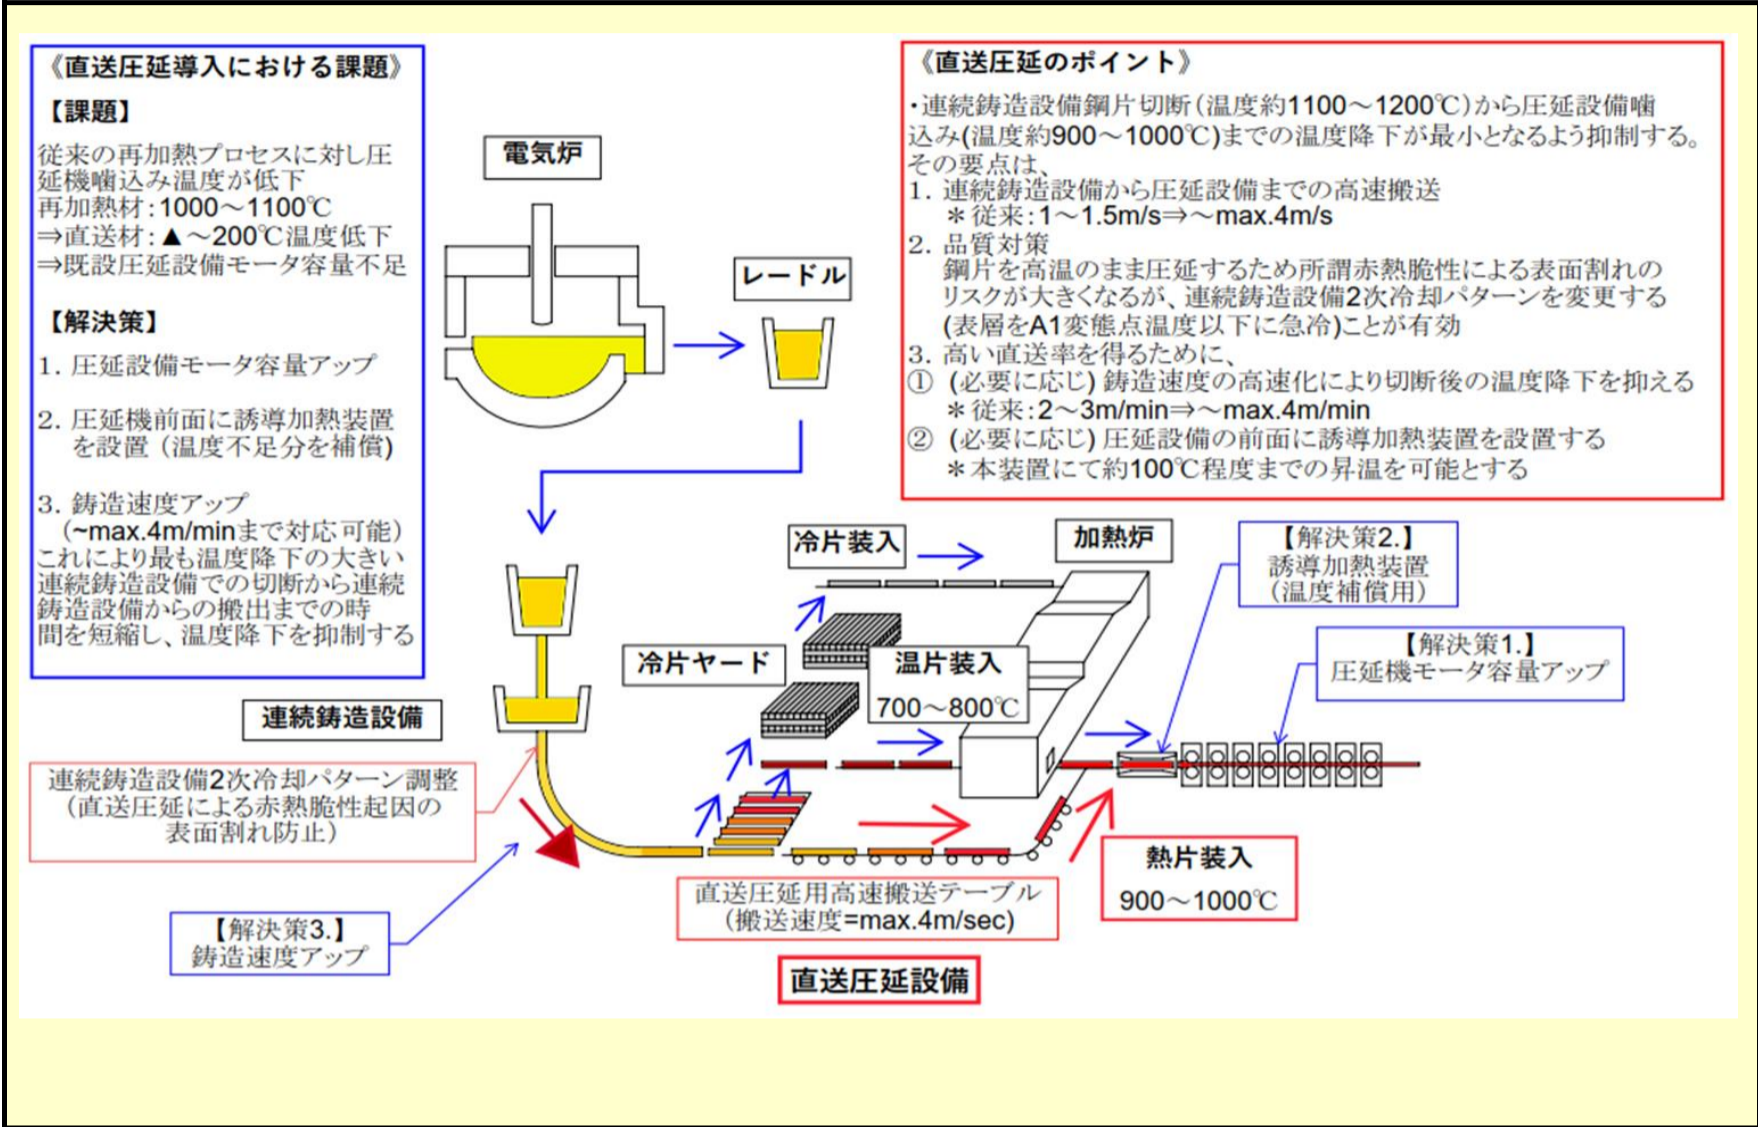 《直送圧延導入における課題》
【課題】
従来の再加熱プロセスに対し圧
延機噛込み温度が低下
再加熱材：1000～1100℃
⇒直送材：▲～200℃温度低下
⇒既設圧延設備モータ容量不足
【解決策】
1. 圧延設備モータ容量アップ
2. 圧延機前面に誘導加熱装置
を設置（温度不足分を補償)
3. 鋳造速度アップ
（~max.4m/minまで対応可能）
これにより最も温度降下の大きい
連続鋳造設備での切断から連続
鋳造設備からの搬出までの時
間を短縮し、温度降下を抑制する
《直送圧延のポイント》
・連続鋳造設備鋼片切断（温度約1100～1200℃）から圧延設備噛
込み(温度約900～1000℃)までの温度降下が最小となるよう抑制する。
その要点は、
1. 連続鋳造設備から圧延設備までの高速搬送
＊従来：1～1.5m/s⇒～max.4m/s
2. 品質対策
鋼片を高温のまま圧延するため所謂赤熱脆性による表面割れの
リスクが大きくなるが、連続鋳造設備2次冷却パターンを変更する
(表層をA1変態点温度以下に急冷)ことが有効
3. 高い直送率を得るために、
① (必要に応じ) 鋳造速度の高速化により切断後の温度降下を抑える
＊従来：2～3m/min⇒～max.4m/min
② (必要に応じ) 圧延設備の前面に誘導加熱装置を設置する
＊本装置にて約100℃程度までの昇温を可能とする
電気炉
レードル
冷片装入
加熱炉
【解決策2.】
誘導加熱装置
（温度補償用）
【解決策1.】
圧延機モータ容量アップ
冷片ヤード
温片装入
700～800℃
連続鋳造設備
連続鋳造設備2次冷却パターン調整
（直送圧延による赤熱脆性起因の
表面割れ防止）
【解決策3.】
鋳造速度アップ
直送圧延用高速搬送テーブル
（搬送速度=max.4m/sec)
熱片装入
900～1000℃
直送圧延設備